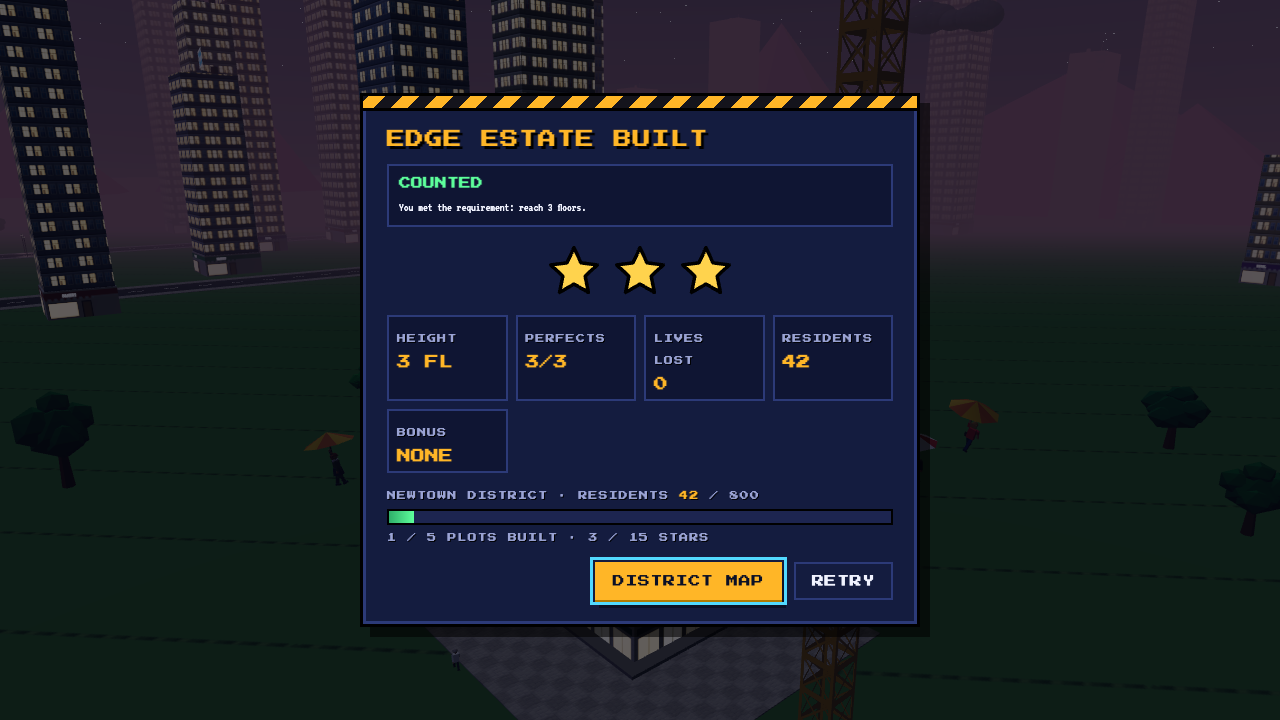 EDGE ESTATE BUILT
COUNTED
You met the requirement: reach 3 floors.
HEIGHT
3 FL
PERFECTS
3/3
LIVES
LOST
0
RESIDENTS
42
BONUS
NONE
NEWTOWN DISTRICT · RESIDENTS 42 / 800
1 / 5 PLOTS BUILT · 3 / 15 STARS
DISTRICT MAP
RETRY